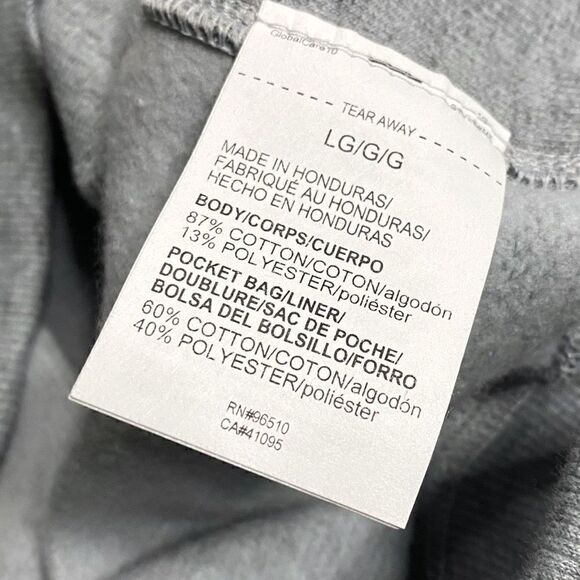 GlobalCare10
TEAR AWAY
LG/G/G
MADE IN HONDURAS/
FABRIQUÉ AU HONDURAS/
HECHO EN HONDURAS
BODY/CORPS/CUERPO
87% COTTON/COTON/algodón
13% POLYESTER/poliéster
POCKET BAG/LINER/
DOUBLURE/SAC DE POCHE/
BOLSA DEL BOLSILLO/FORRO
60% COTTON/COTON/algodón
40% POLYESTER/poliéster
RN#96510
CA#41095